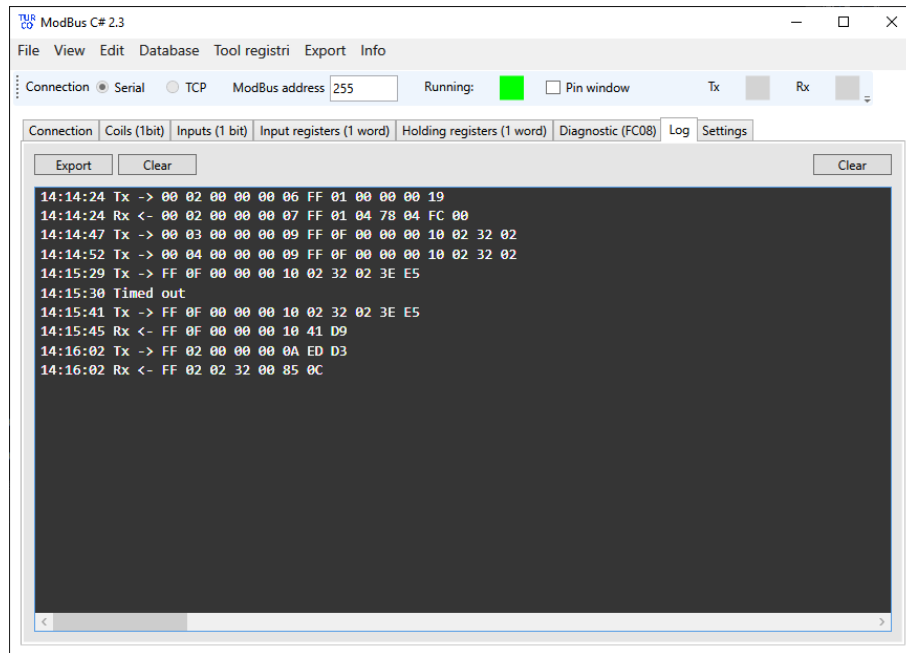 TUR
CO
ModBus C# 2.3
File View Edit Database Tool registri Export Info
Connection Serial TCP ModBus address 255 Running: Pin window Tx Rx
Connection Coils (1bit) Inputs (1 bit) Input registers (1 word) Holding registers (1 word) Diagnostic (FC08) Log Settings
Export Clear Clear
14:14:24 Tx -> 00 02 00 00 00 06 FF 01 00 00 00 19
14:14:24 Rx <- 00 02 00 00 00 07 FF 01 04 78 04 FC 00
14:14:47 Tx -> 00 03 00 00 00 09 FF 0F 00 00 00 10 02 32 02
14:14:52 Tx -> 00 04 00 00 00 09 FF 0F 00 00 00 10 02 32 02
14:15:29 Tx -> FF 0F 00 00 00 10 02 32 02 3E E5
14:15:30 Timed out
14:15:41 Tx -> FF 0F 00 00 00 10 02 32 02 3E E5
14:15:45 Rx <- FF 0F 00 00 00 10 41 D9
14:16:02 Tx -> FF 02 00 00 00 0A ED D3
14:16:02 Rx <- FF 02 02 32 00 85 0C